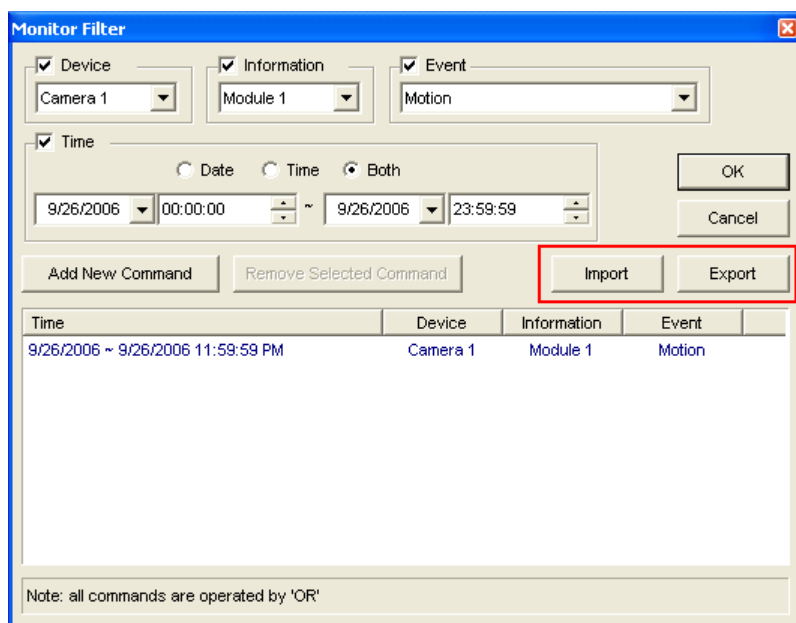 Monitor Filter
Device Information Event
Camera 1 Module 1 Motion
Time
Date Time Both
9/26/2006 00:00:00 ~ 9/26/2006 23:59:59
OK
Cancel
Add New Command Remove Selected Command Import Export
Time Device Information Event
9/26/2006 ~ 9/26/2006 11:59:59 PM Camera 1 Module 1 Motion
Note: all commands are operated by 'OR'